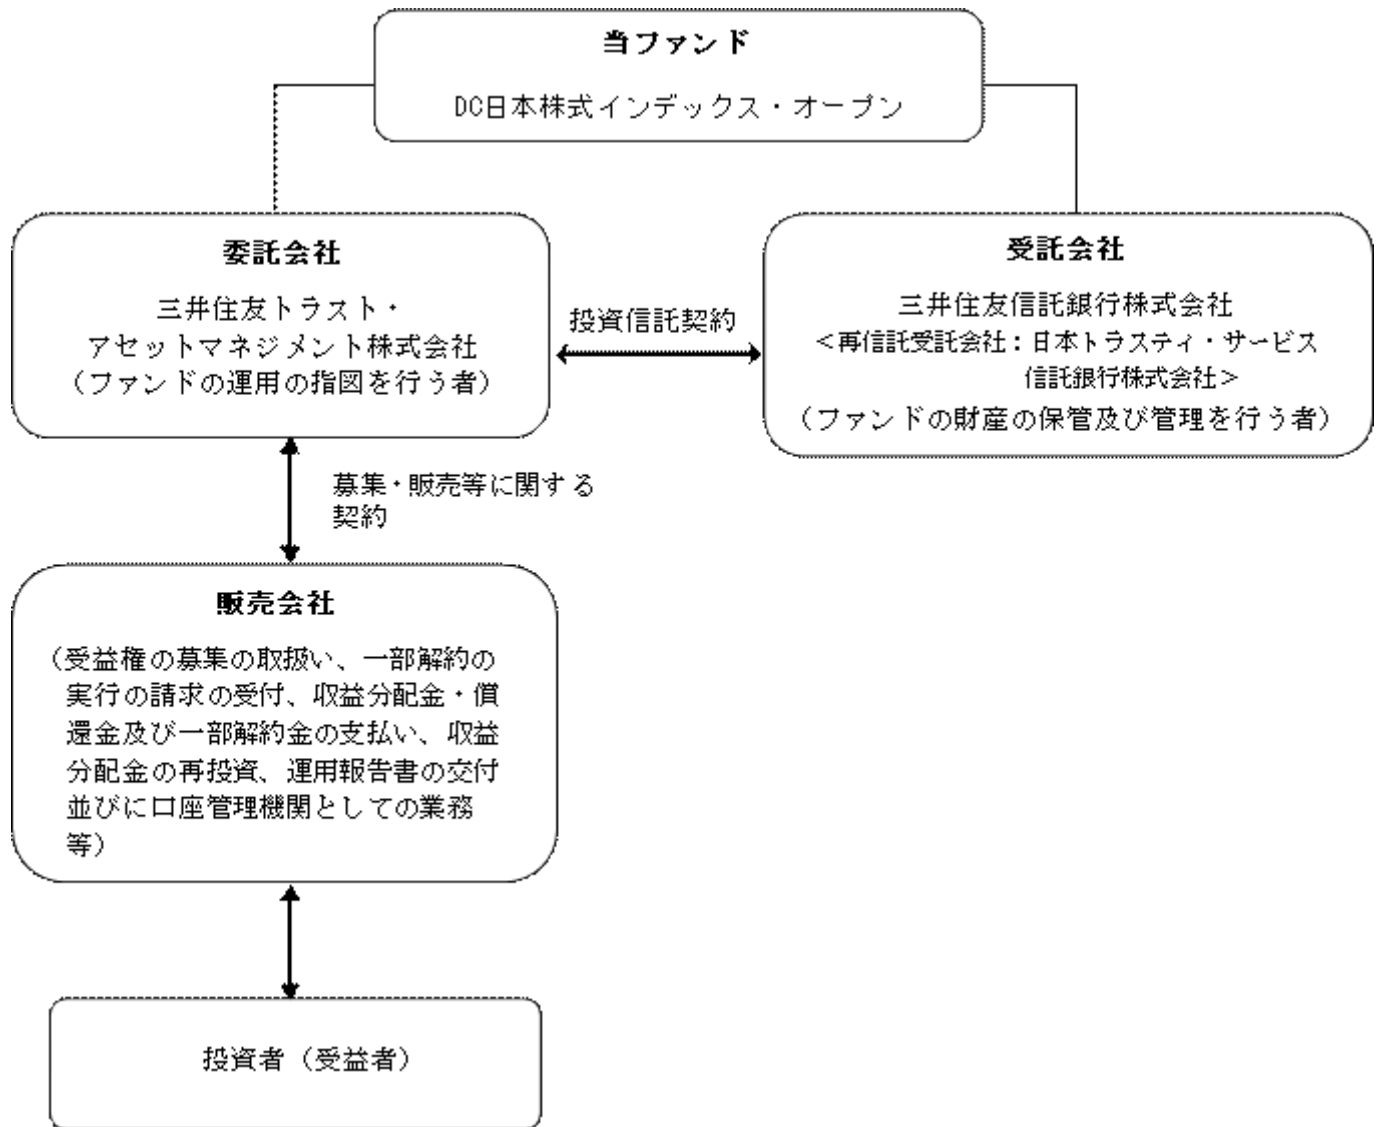 当ファンド
DC日本株式インデックス・オープン
委託会社
三井住友トラスト・
アセットマネジメント株式会社
(ファンドの運用の指図を行う者)
投資信託契約
受託会社
三井住友信託銀行株式会社
<再信託受託会社：日本トラスティ・サービス
信託銀行株式会社>
(ファンドの財産の保管及び管理を行う者)
募集・販売等に関する
契約
販売会社
(受益権の募集の取扱い、一部解約の
実行の請求の受付、収益分配金・償
還金及び一部解約金の支払い、収益
分配金の再投資、運用報告書の交付
並びに口座管理機関としての業務
等)
投資者(受益者)